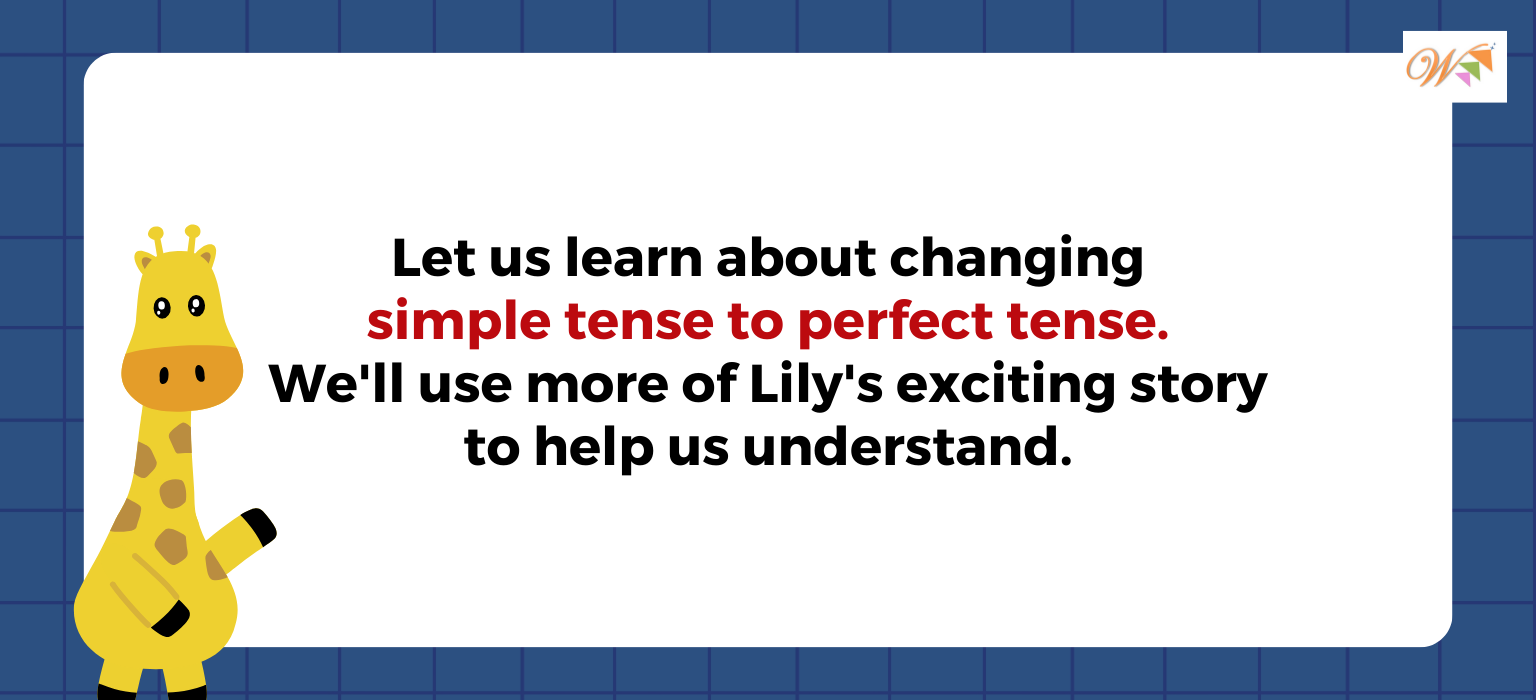 W
Let us learn about changing
simple tense to perfect tense.
We'll use more of Lily's exciting story
to help us understand.